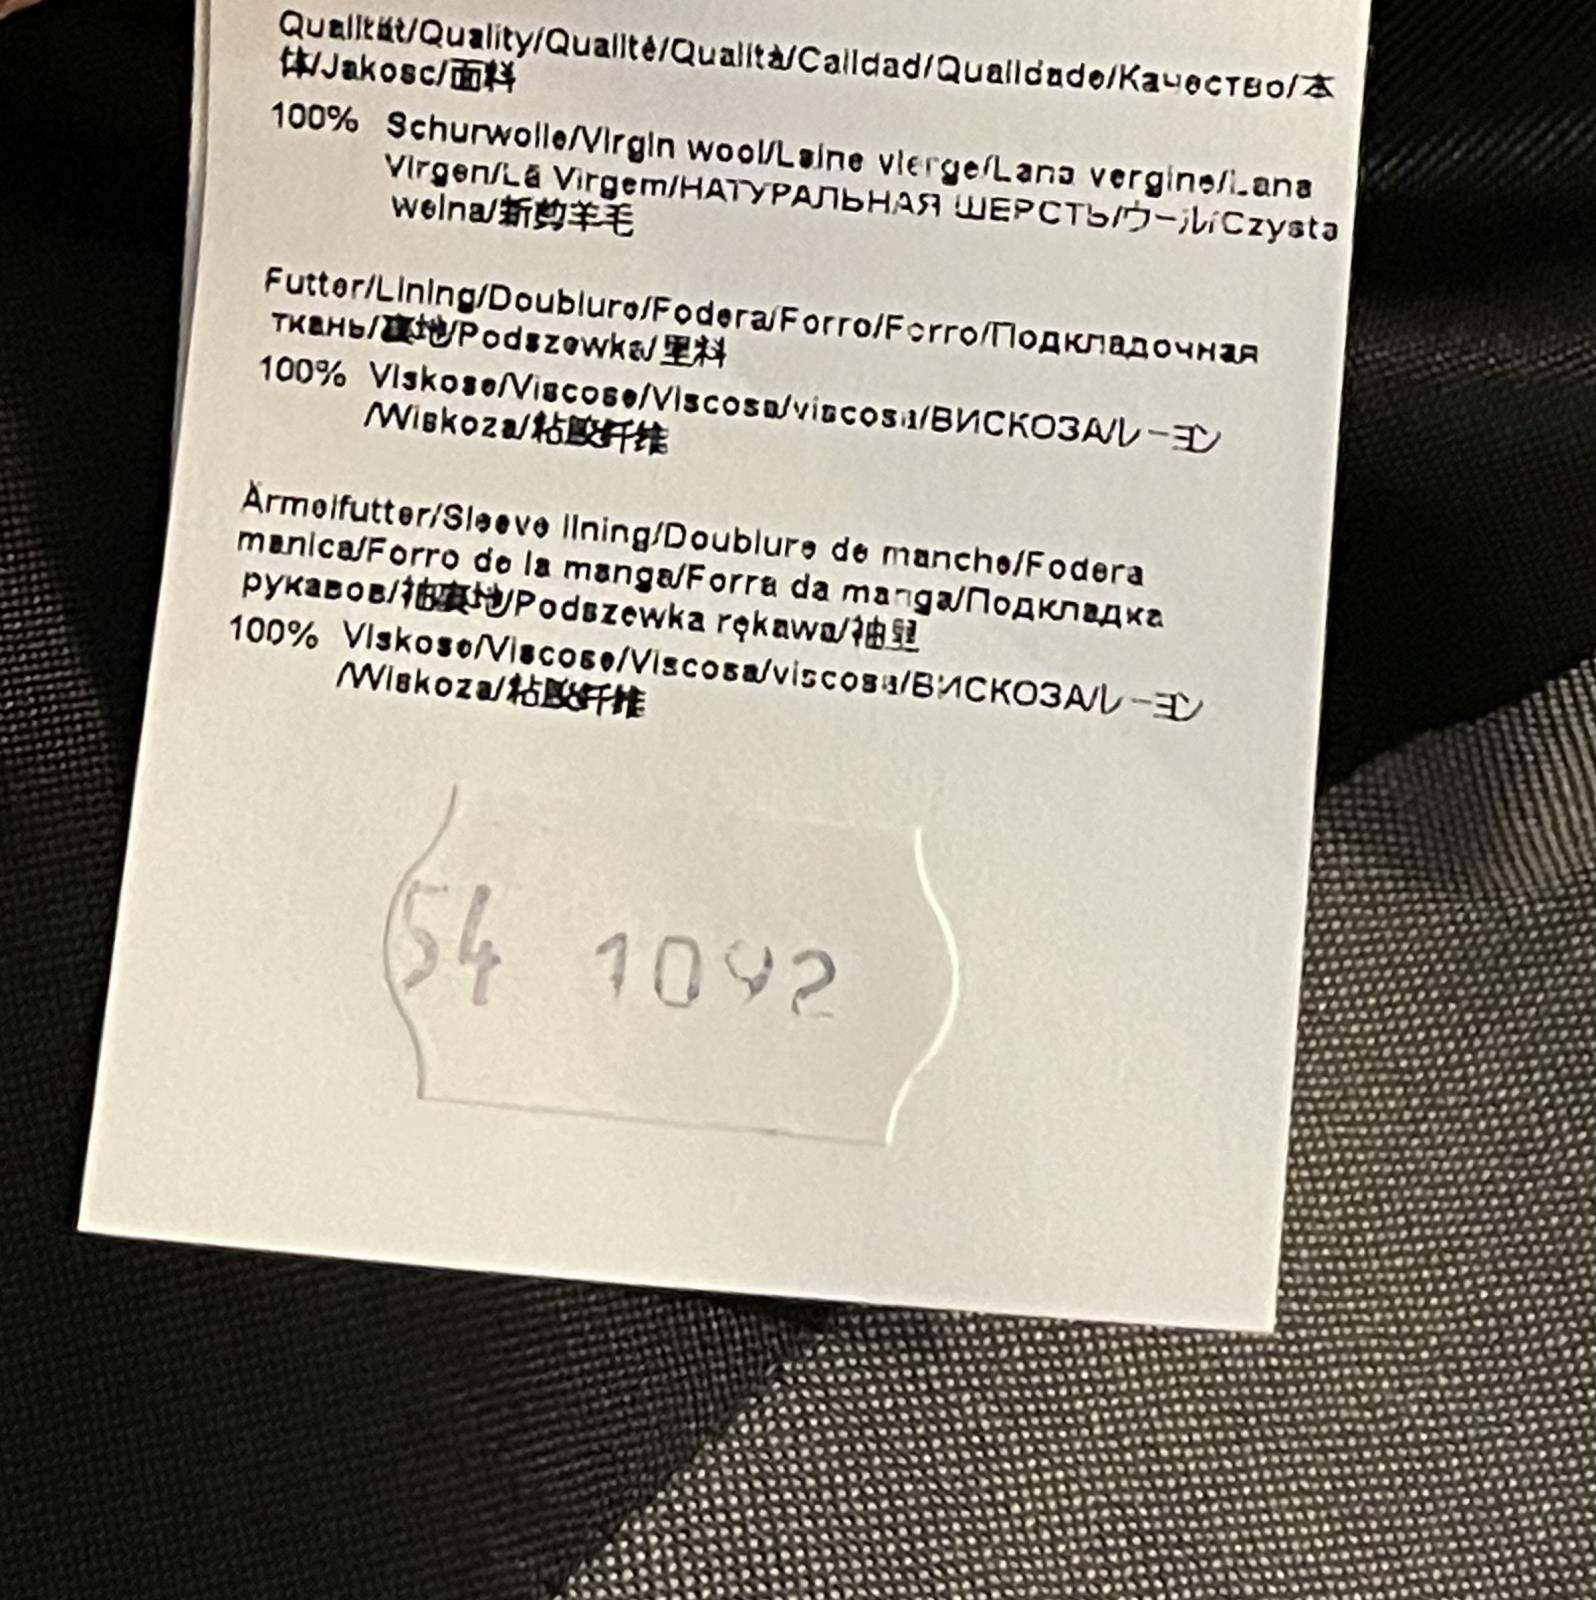 Qualität/Quality/Qualité/Qualità/Calidad/Qualidade/Качество/本
体/Jakosc/面料
100% Schurwolle/Virgin wool/Laine vierge/Lana vergine/Lana
Virgen/Lã Virgem/НАТУРАЛЬНАЯ ШЕРСТЬ/ウール/Czysta
welna/新剪羊毛
Futter/Lining/Doublure/Fodera/Forro/Forro/Подкладочная
ткань/裏地/Podszewka/里料
100% Viskose/Viscose/Viscosa/viscosa/ВИСКОЗА/レーヨン
/Wiskoza/粘胶纤维
Ärmelfutter/Sleeve lining/Doublure de manche/Fodera
manica/Forro de la manga/Forra da manga/Подкладка
рукавов/袖裏地/Podszewka rękawa/袖里
100% Viskose/Viscose/Viscosa/viscosa/ВИСКОЗА/レーヨン
/Wiskoza/粘胶纤维
54 1092